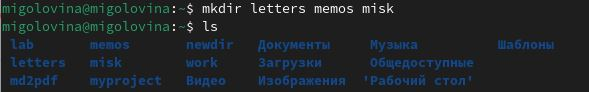 migolovina@migolovina:~$ mkdir letters memos misk
migolovina@migolovina:~$ ls
lab memos newdir Документы Музыка Шаблоны
letters misk work Загрузки Общедоступные
md2pdf myproject Видео Изображения 'Рабочий стол'